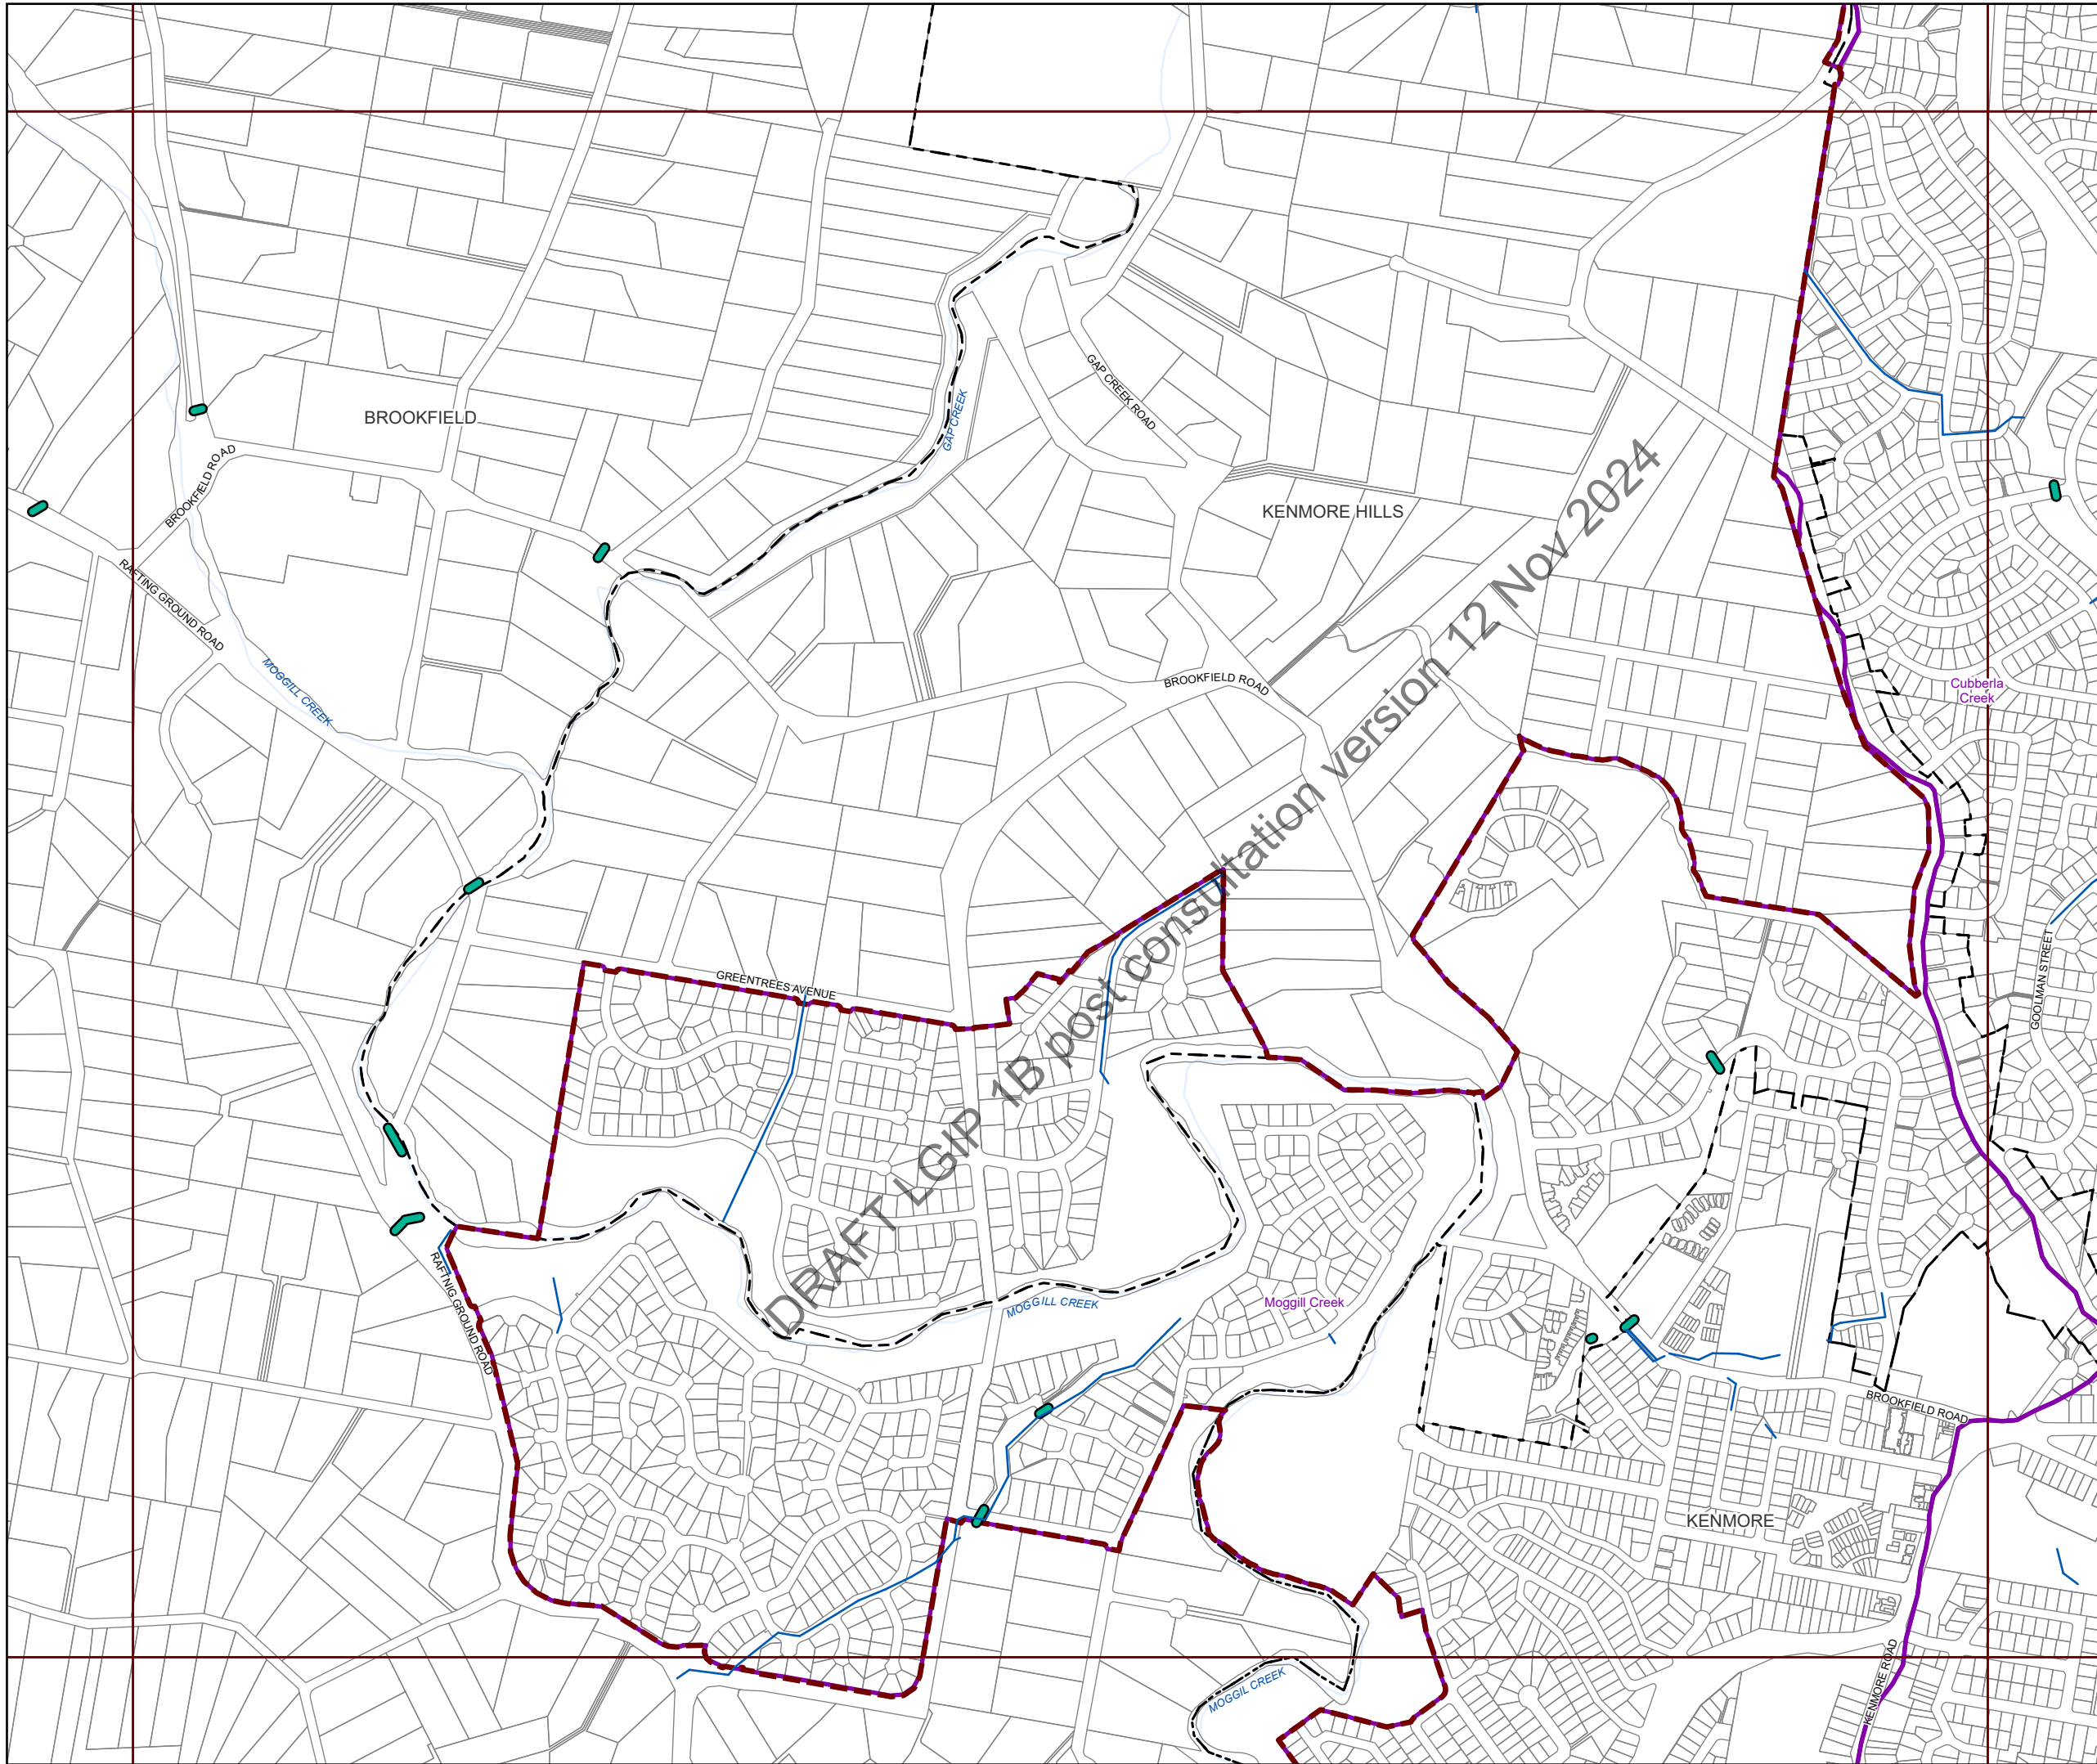 BROOKFIELD
GAP CREEK ROAD
GAP CREEK
BROOKFIELD ROAD
KENMORE HILLS
RAFTING GROUND ROAD
MOGGILL CREEK
BROOKFIELD ROAD
Cubberla
Creek
DRAFT LGIP 1B post consultation version 12 Nov 2024
GREENTREES AVENUE
GOOLMAN STREET
RAFTNIG GROUND ROAD
MOGGILL CREEK
Moggill Creek
BROOKFIELD ROAD
KENMORE
KENMORE ROAD
MOGGIL CREEK